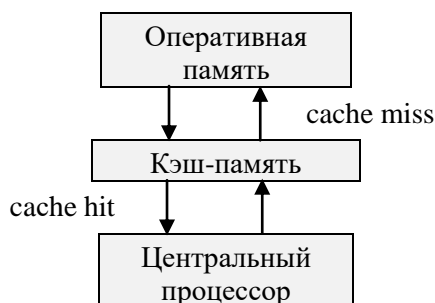 Оперативная
память
cache miss
Кэш-память
cache hit
Центральный
процессор